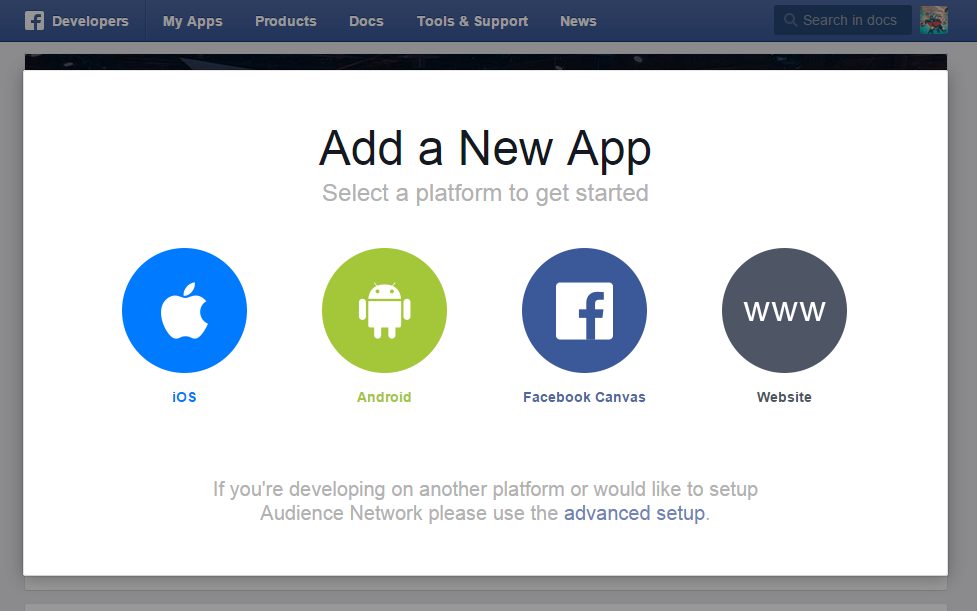 Developers My Apps Products Docs Tools & Support News Search in docs
Add a New App
Select a platform to get started
www
iOS Android Facebook Canvas Website
If you're developing on another platform or would like to setup
Audience Network please use the advanced setup.